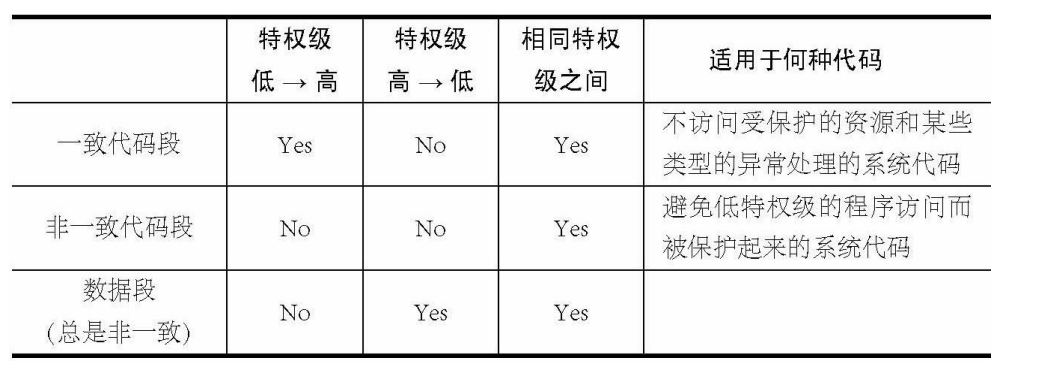 特权级 特权级 相同特权 适用于何种代码
低 → 高 高 → 低 级之间
一致代码段 Yes No Yes 不访问受保护的资源和某些
类型的异常处理的系统代码
非一致代码段 No No Yes 避免低特权级的程序访问而
被保护起来的系统代码
数据段 No Yes Yes
(总是非一致)